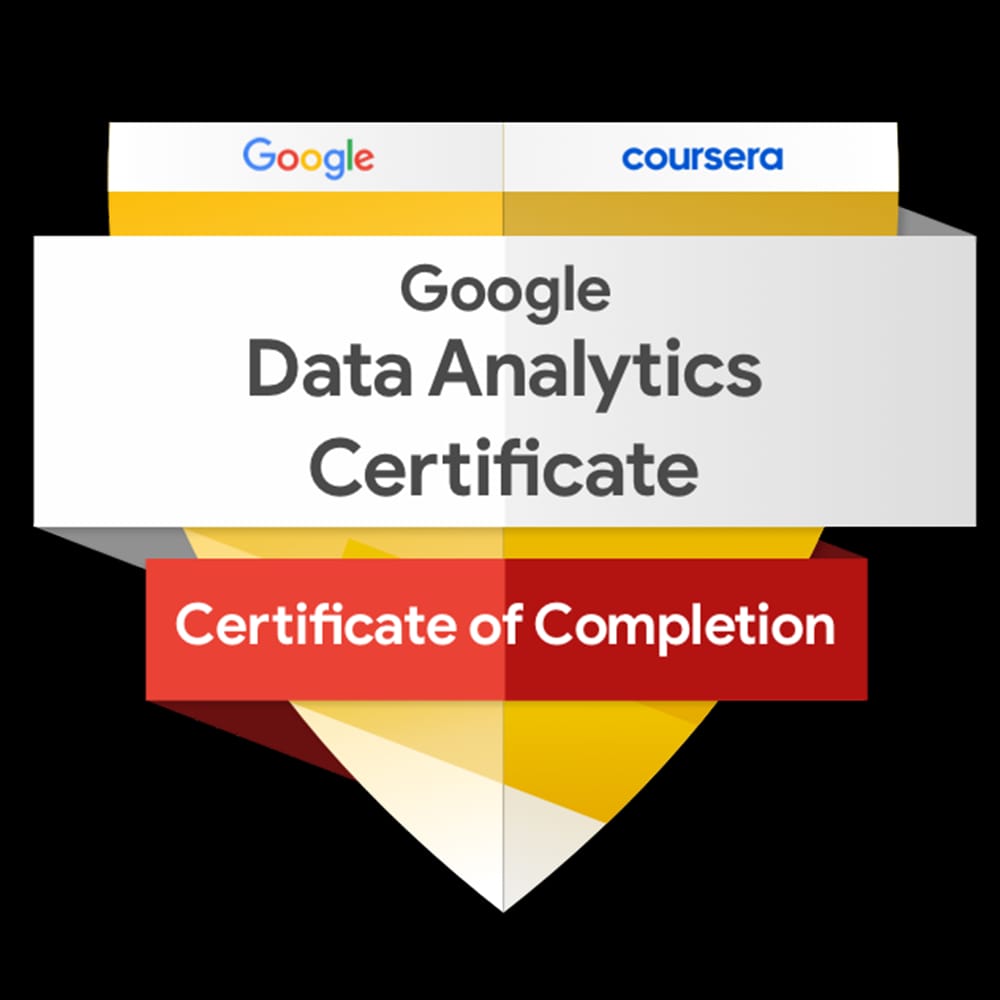 Google
coursera
Google
Data Analytics
Certificate
Certificate of Completion